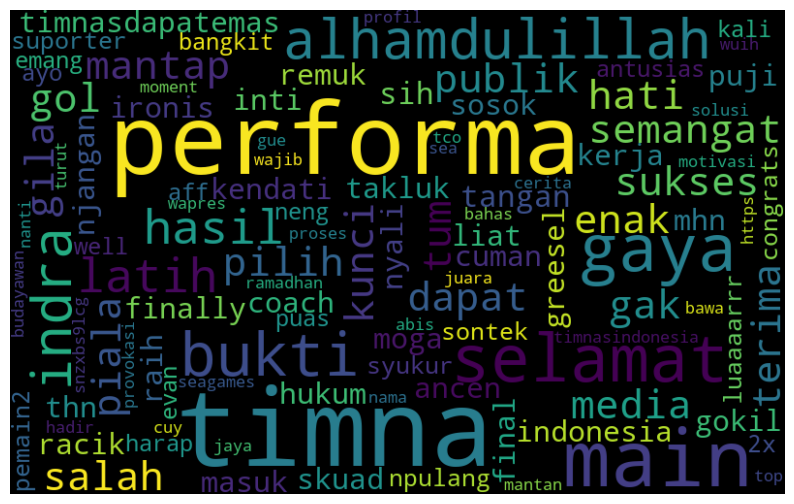 timnasdapatemas
profil
kali
suporter
bangkit
alhamdulillah
wuih
emang
mantap
ayo
moment
remuk
publik
antusias
puji
gol
ironis
inti
sih
sosok
hati
solusi
performa
semangat
gila
njangan
turut
gue
wajib
tco
sea
kerja
motivasi
aff
kendati
takluk
tangan
cerita
sukses
wapres
neng
bahas
enak
mhn
congratss
https
indra
hasil
kunci
nyali
tum
liat
greesel
gaya
nanti
well
proses
pilih
cuman
latih
ramadhan
juara
budayawan
finally
coach
dapat
gak
terima
bawa
piala
puas
abis
sontek
timnasindonesia
luaaaarrr
snzxbs9lcg
provokasi
raih
bukti
moga
syukur
selamat
seagames
evan
hukum
nama
ancen
media
thn
timna
final
gokil
pemain2
hadir
cuy
indonesia
main
racik
harap
jaya
2x
salah
masuk
skuad
npulang
mantan
top